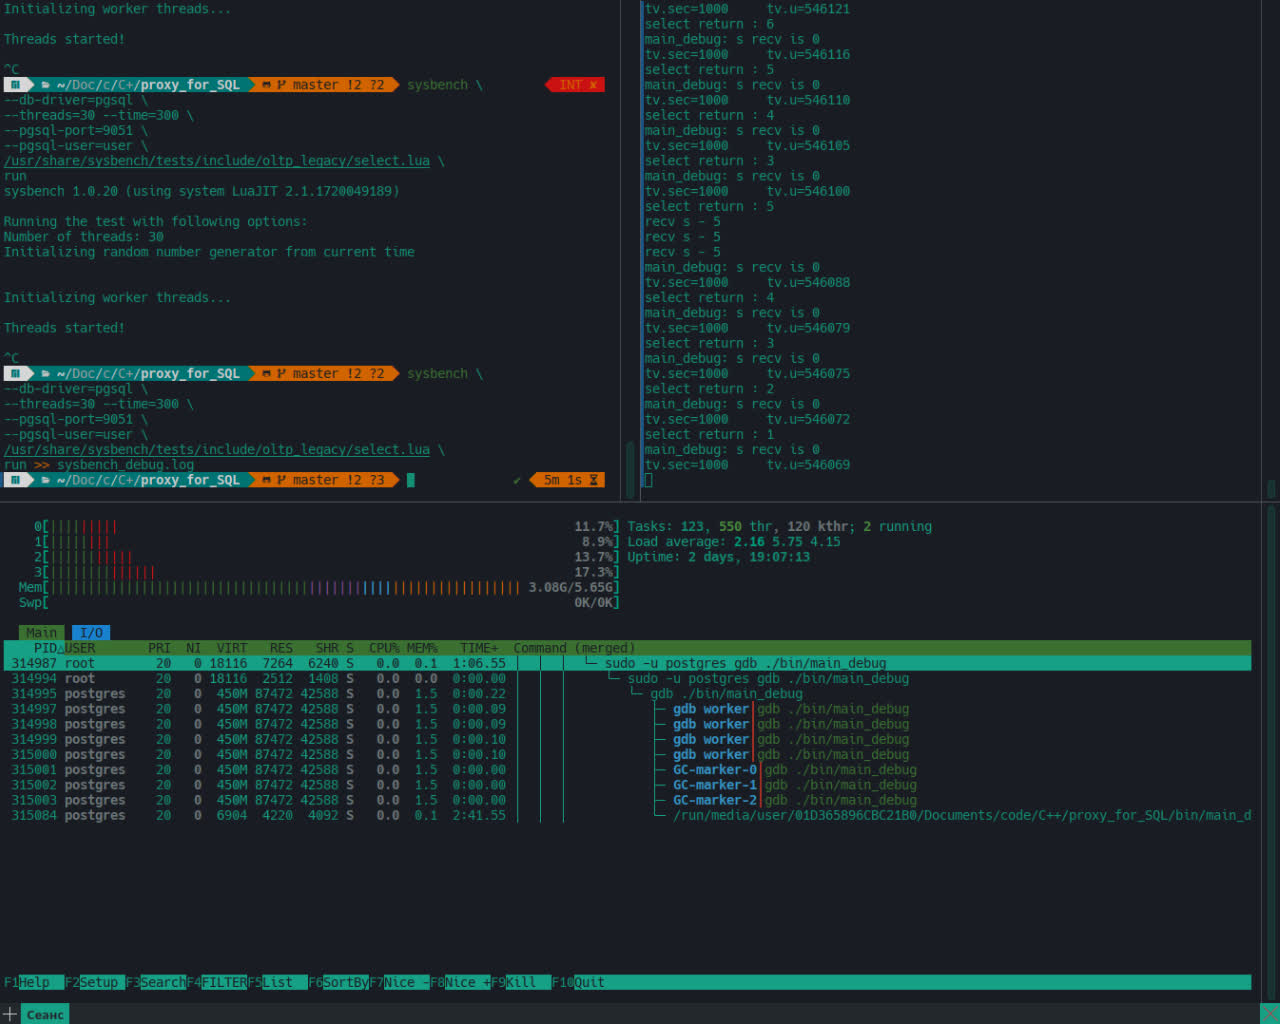 Initializing worker threads...
Threads started!
^C
~/Doc/c/C+/proxy_for_SQL master !2 ?2 sysbench \ INT ✘
--db-driver=pgsql \
--threads=30 --time=300 \
--pgsql-port=9051 \
--pgsql-user=user \
/usr/share/sysbench/tests/include/oltp_legacy/select.lua \
run
sysbench 1.0.20 (using system LuaJIT 2.1.1720049189)
Running the test with following options:
Number of threads: 30
Initializing random number generator from current time
Initializing worker threads...
Threads started!
^C
~/Doc/c/C+/proxy_for_SQL master !2 ?2 sysbench \
--db-driver=pgsql \
--threads=30 --time=300 \
--pgsql-port=9051 \
--pgsql-user=user \
/usr/share/sysbench/tests/include/oltp_legacy/select.lua \
run >> sysbench_debug.log
~/Doc/c/C+/proxy_for_SQL master !2 ?3 ✔ 5m 1s
tv.sec=1000 tv.u=546121
select return : 6
main_debug: s recv is 0
tv.sec=1000 tv.u=546116
select return : 5
main_debug: s recv is 0
tv.sec=1000 tv.u=546110
select return : 4
main_debug: s recv is 0
tv.sec=1000 tv.u=546105
select return : 3
main_debug: s recv is 0
tv.sec=1000 tv.u=546100
select return : 5
recv s - 5
recv s - 5
recv s - 5
main_debug: s recv is 0
tv.sec=1000 tv.u=546088
select return : 4
main_debug: s recv is 0
tv.sec=1000 tv.u=546079
select return : 3
main_debug: s recv is 0
tv.sec=1000 tv.u=546075
select return : 2
main_debug: s recv is 0
tv.sec=1000 tv.u=546072
select return : 1
main_debug: s recv is 0
tv.sec=1000 tv.u=546069
0[|||||||||11.7%] Tasks: 123, 550 thr, 120 kthr; 2 running
1[||||||||8.9%] Load average: 2.16 5.75 4.15
2[|||||||||||13.7%] Uptime: 2 days, 19:07:13
3[||||||||||||||17.3%]
Mem[||||||||||||||||||||||||||||||||||||||||||||||||||||||||||||||3.08G/5.65G]
Swp[ 0K/0K]
Main I/O
PID△USER PRI NI VIRT RES SHR S CPU% MEM% TIME+ Command (merged)
314987 root 20 0 18116 7264 6240 S 0.0 0.1 1:06.55 │ │ │ └─ sudo -u postgres gdb ./bin/main_debug
314994 root 20 0 18116 2512 1408 S 0.0 0.0 0:00.00 │ │ │ └─ sudo -u postgres gdb ./bin/main_debug
314995 postgres 20 0 450M 87472 42588 S 0.0 1.5 0:00.22 │ │ │ └─ gdb ./bin/main_debug
314997 postgres 20 0 450M 87472 42588 S 0.0 1.5 0:00.09 │ │ │ ├─ gdb worker│gdb ./bin/main_debug
314998 postgres 20 0 450M 87472 42588 S 0.0 1.5 0:00.09 │ │ │ ├─ gdb worker│gdb ./bin/main_debug
314999 postgres 20 0 450M 87472 42588 S 0.0 1.5 0:00.10 │ │ │ ├─ gdb worker│gdb ./bin/main_debug
315000 postgres 20 0 450M 87472 42588 S 0.0 1.5 0:00.10 │ │ │ ├─ gdb worker│gdb ./bin/main_debug
315001 postgres 20 0 450M 87472 42588 S 0.0 1.5 0:00.00 │ │ │ ├─ GC-marker-0│gdb ./bin/main_debug
315002 postgres 20 0 450M 87472 42588 S 0.0 1.5 0:00.00 │ │ │ ├─ GC-marker-1│gdb ./bin/main_debug
315003 postgres 20 0 450M 87472 42588 S 0.0 1.5 0:00.00 │ │ │ ├─ GC-marker-2│gdb ./bin/main_debug
315084 postgres 20 0 6904 4220 4092 S 0.0 0.1 2:41.55 │ │ │ └─ /run/media/user/01D365896CBC21B0/Documents/code/C++/proxy_for_SQL/bin/main_d
F1Help F2Setup F3SearchF4FILTERF5List F6SortByF7Nice -F8Nice +F9Kill F10Quit
Сеанс